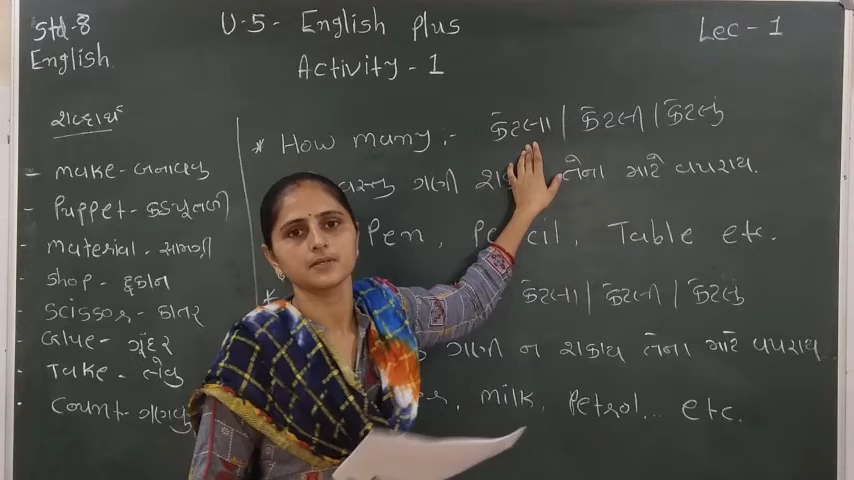 Std-8
English
U-5- English plus
Activity - 1
Lec - 1
શબ્દાર્થ
- make - બનાવવુ
- Puppet - કઠપૂતળી
- material - સામગ્રી
- shop - દુકાન
- Scissor - કાતર
- Glue - ગુંદર
- Take - લેવુ
- Count - ગણવુ
* How many :- કેટલા | કેટલી | કેટલુ
વસ્તુ ગણી તેના માટે વપરાય.
Pen, Pencil, Table etc.
કેટલા | કેટલી | કેટલુ
ગણી ન શકાય તેના માટે વપરાય
milk, Petrol... etc.